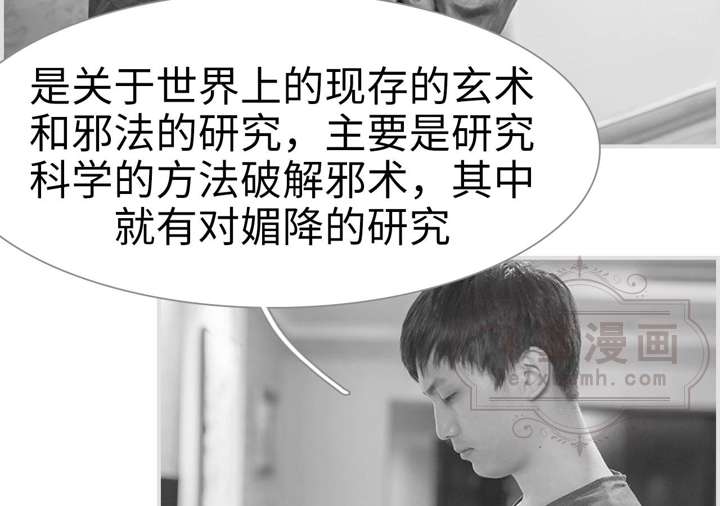 是关于世界上的现存的玄术
和邪法的研究，主要是研究
科学的方法破解邪术，其中
就有对媚降的研究
漫画